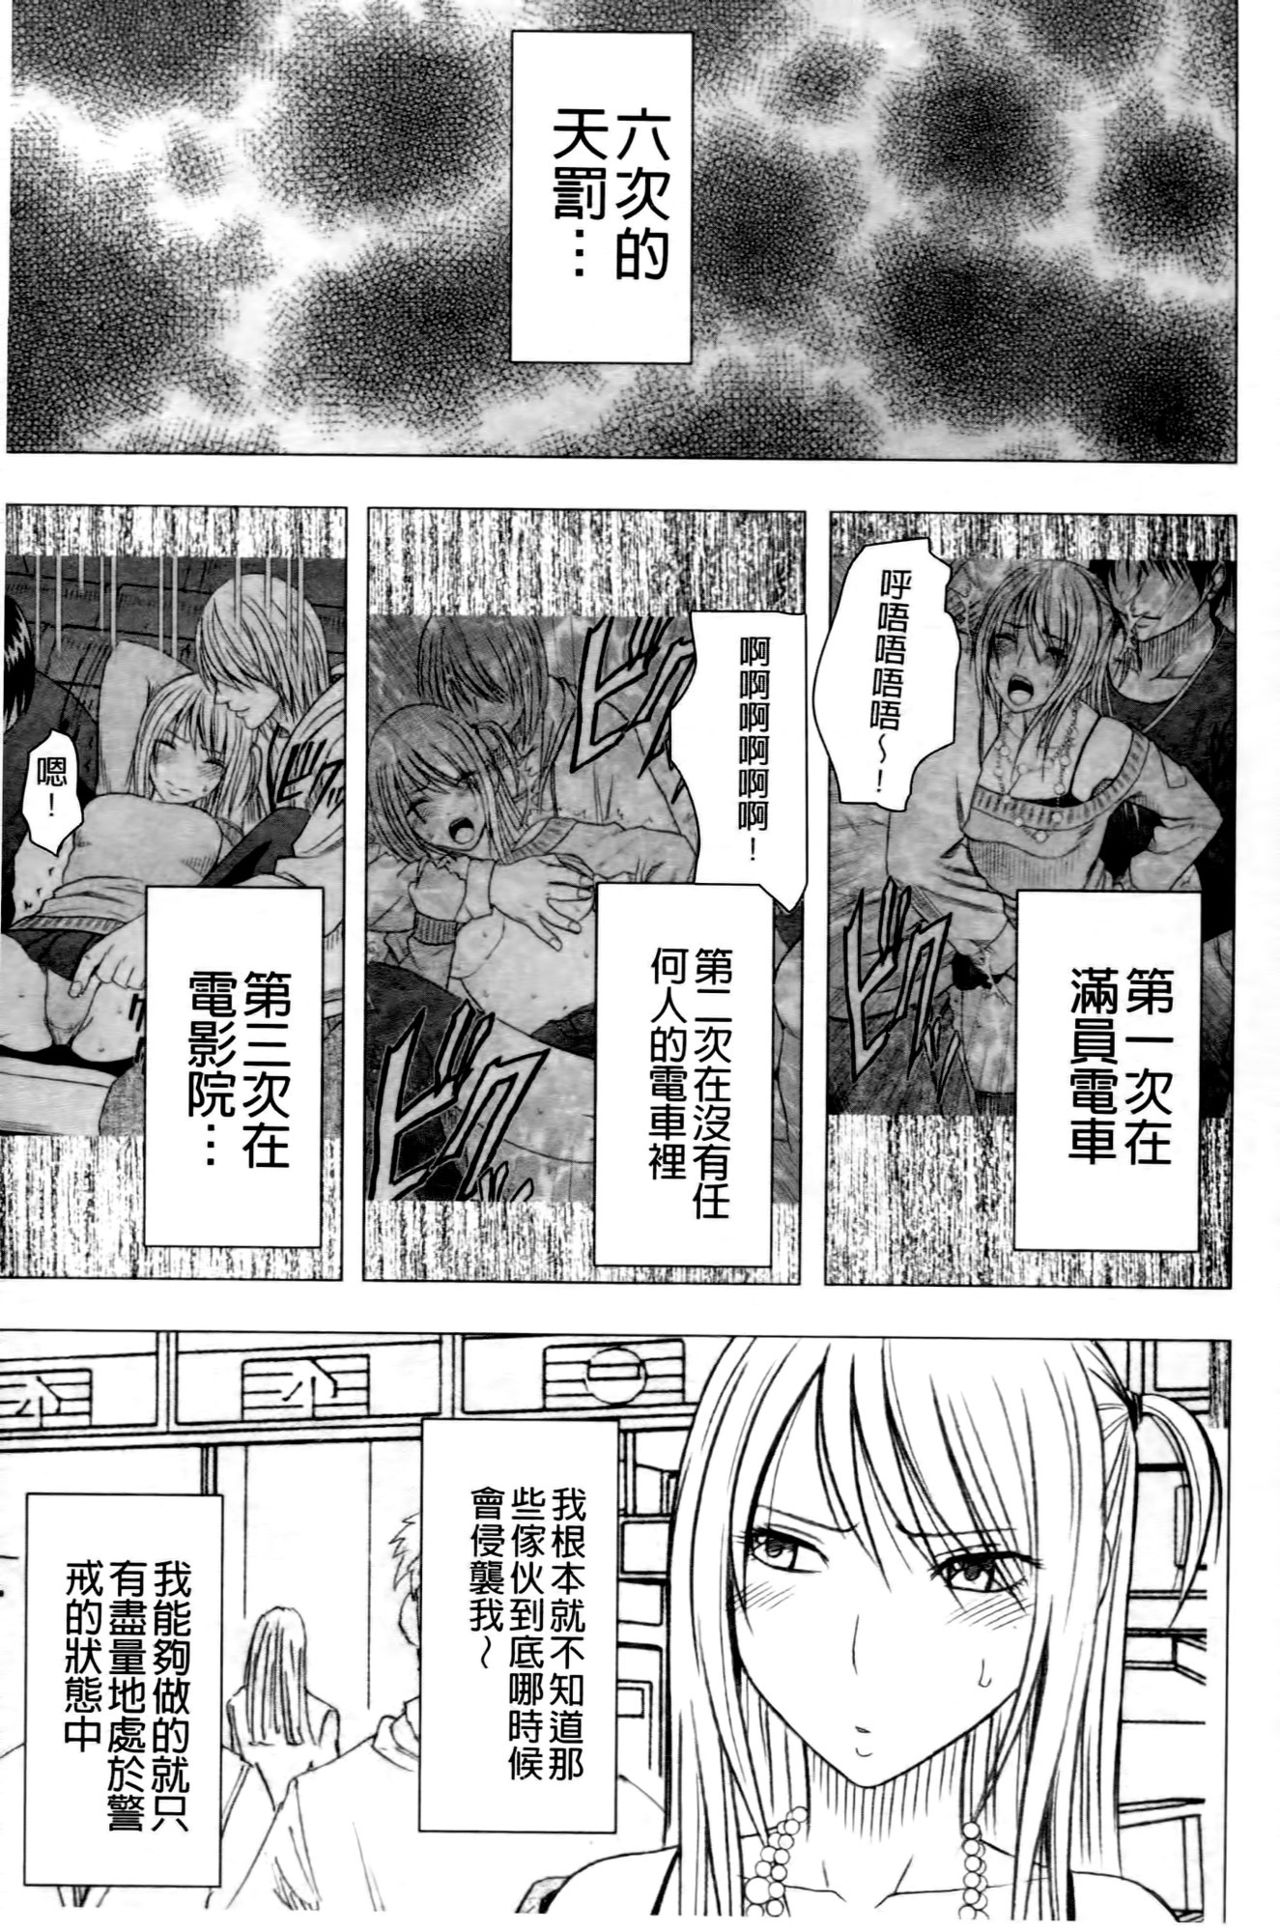 六次的
天罰…
呼唔唔唔唔～！
第一次在
滿員電車
啊啊啊啊啊啊！
第二次在沒有任
何人的電車裡
嗯！
第三次在
電影院…
我根本就不知道那
些傢伙到底哪時候
會侵襲我～
我能夠做的就只
有盡量地處於警
戒的狀態中